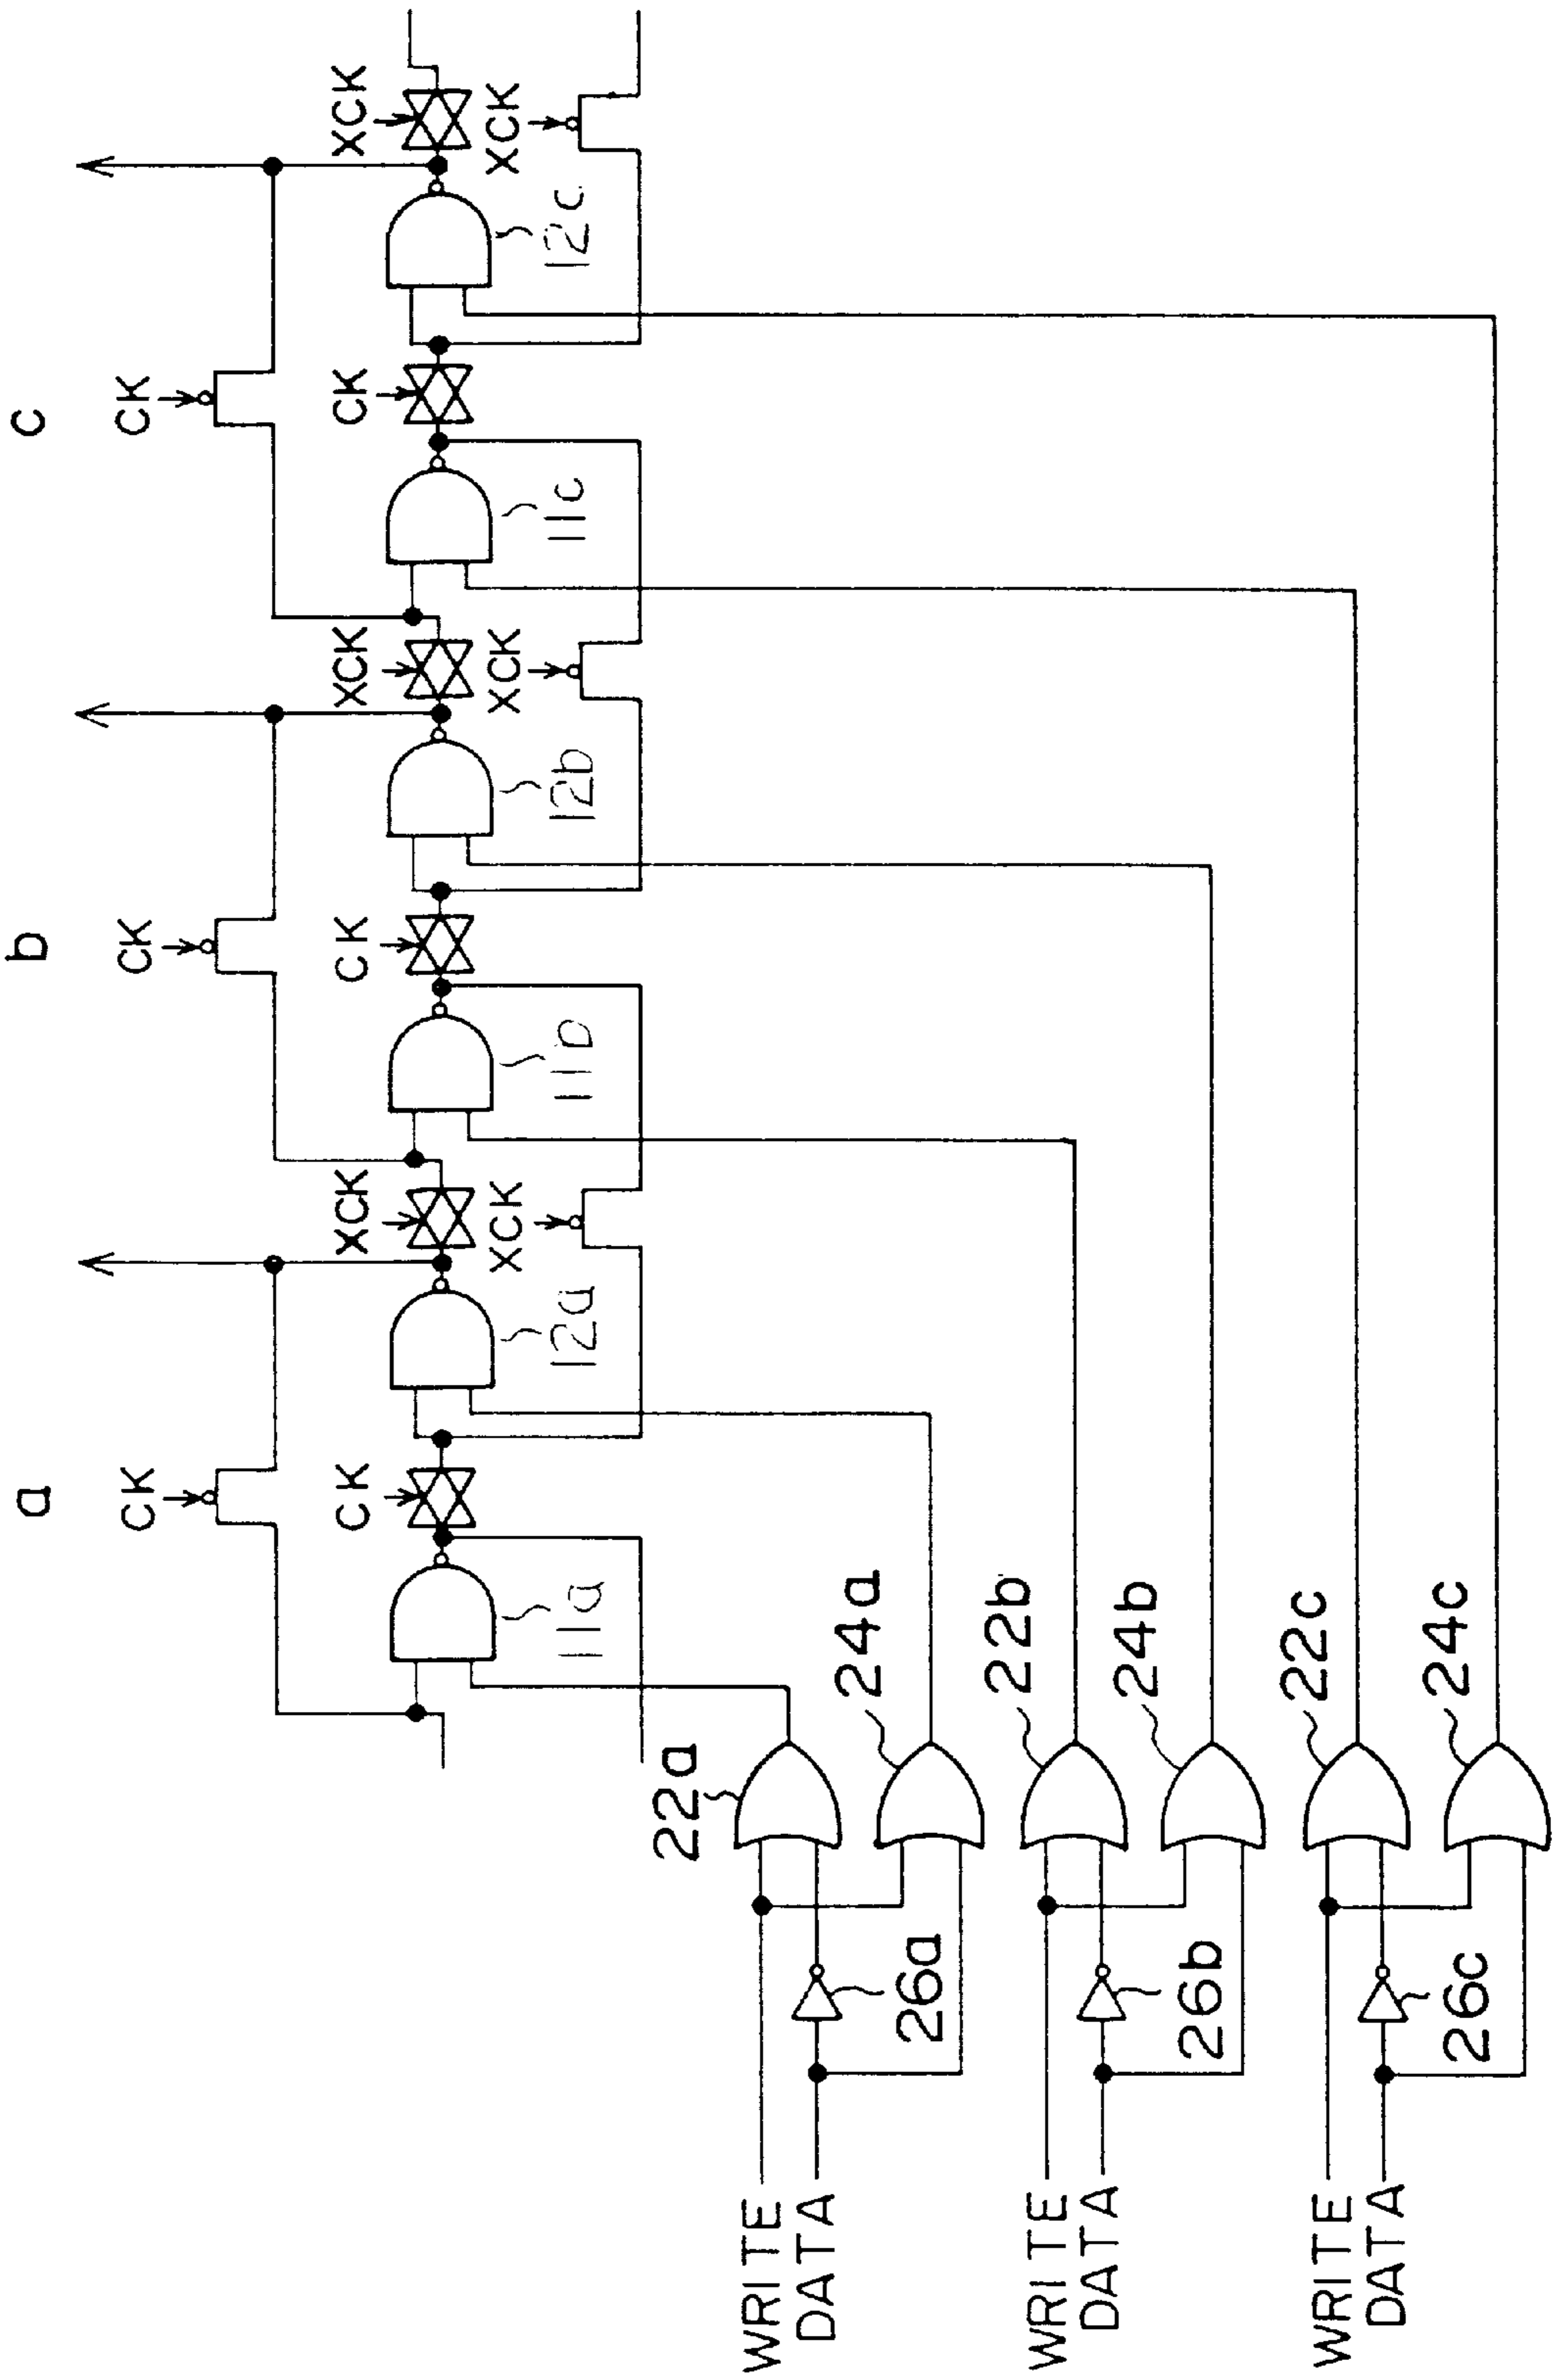 a b c
CK CK CK
CK XCK CK XCK CK XCK
XCK XCK XCK
11a 12a 11b 12b 11c 12c
22a
WRITE
DATA
24a
26a
22b
WRITE
DATA
24b
26b
22c
WRITE
DATA
24c
26c